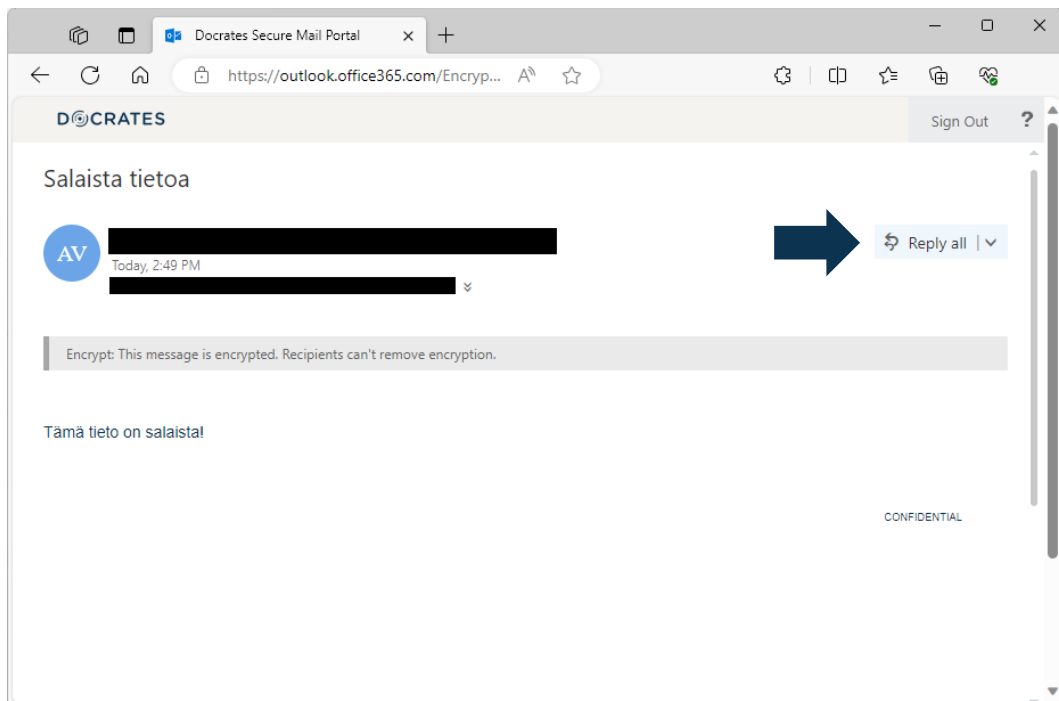 Docrates Secure Mail Portal
https://outlook.office365.com/Encryp...
DOCRATES
Sign Out ?
Salaista tietoa
AV
Reply all
Today, 2:49 PM
Encrypt: This message is encrypted. Recipients can't remove encryption.
Tämä tieto on salaista!
CONFIDENTIAL